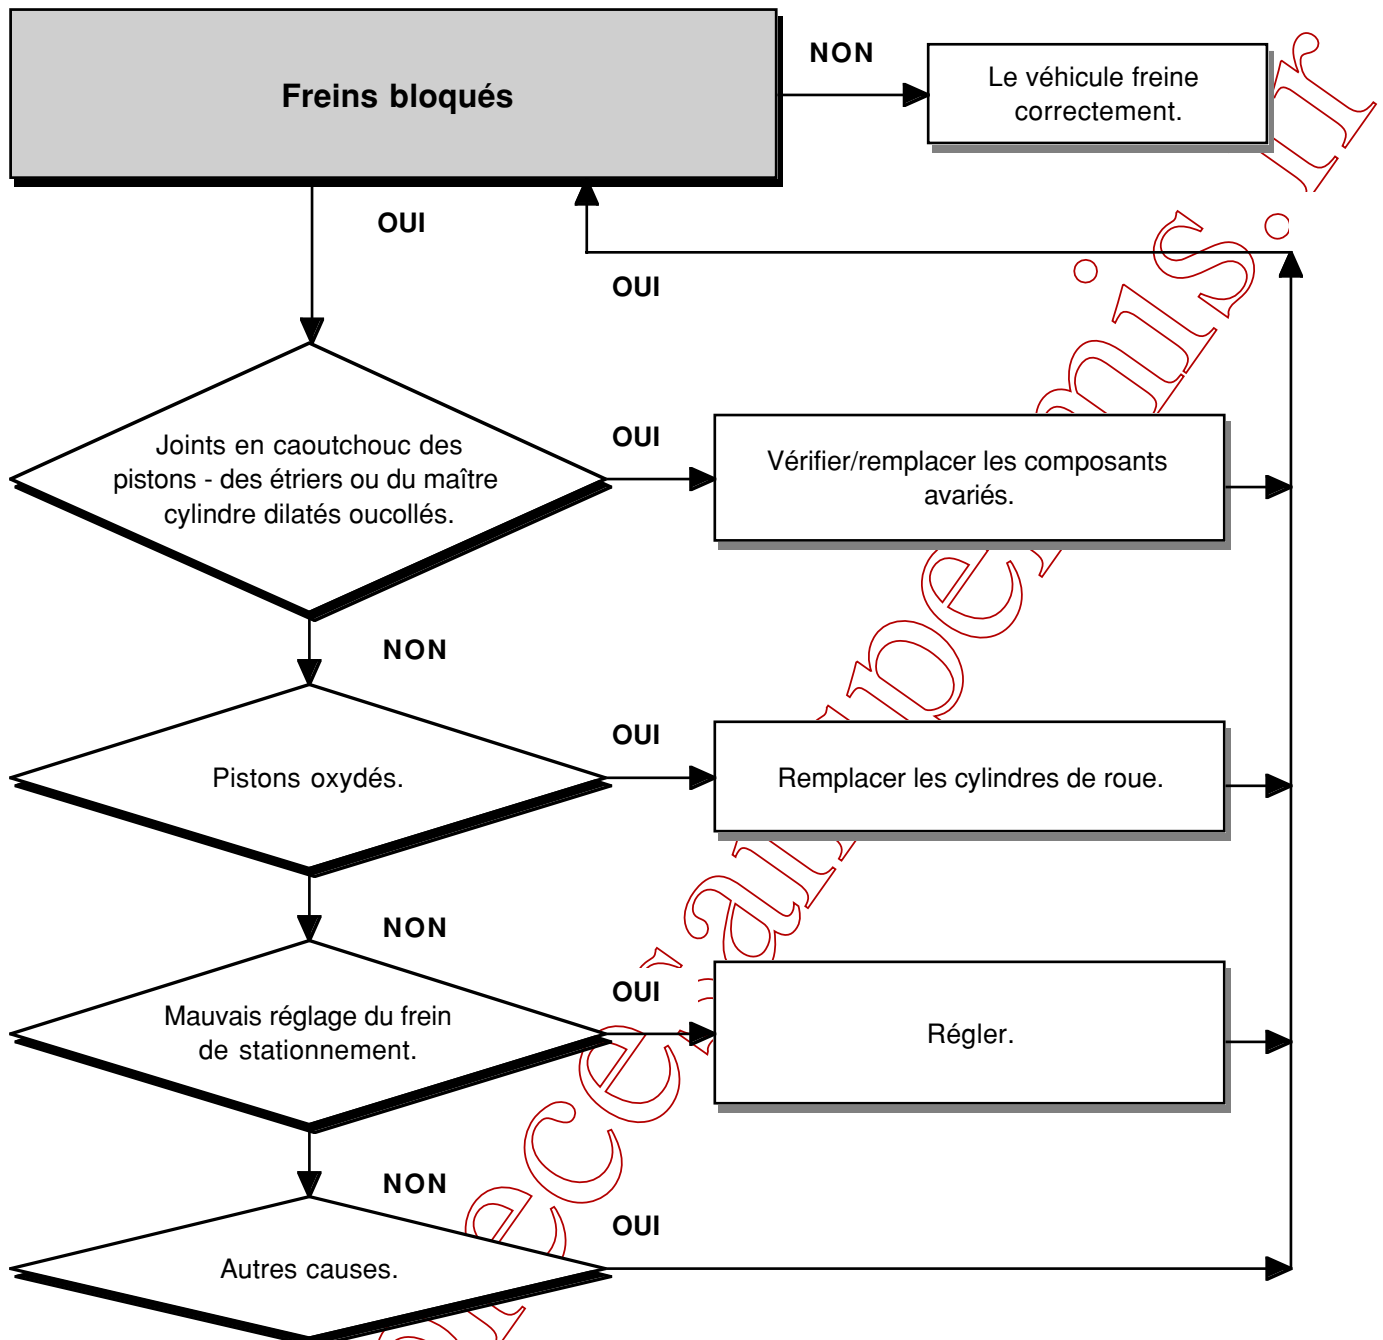 Freins bloqués
NON
Le véhicule freine
correctement.
OUI
OUI
Joints en caoutchouc des
pistons - des étriers ou du maître
cylindre dilatés oucollés.
OUI
Vérifier/remplacer les composants
avariés.
NON
Pistons oxydés.
OUI
Remplacer les cylindres de roue.
NON
Mauvais réglage du frein
de stationnement.
OUI
Régler.
NON
Autres causes.
OUI